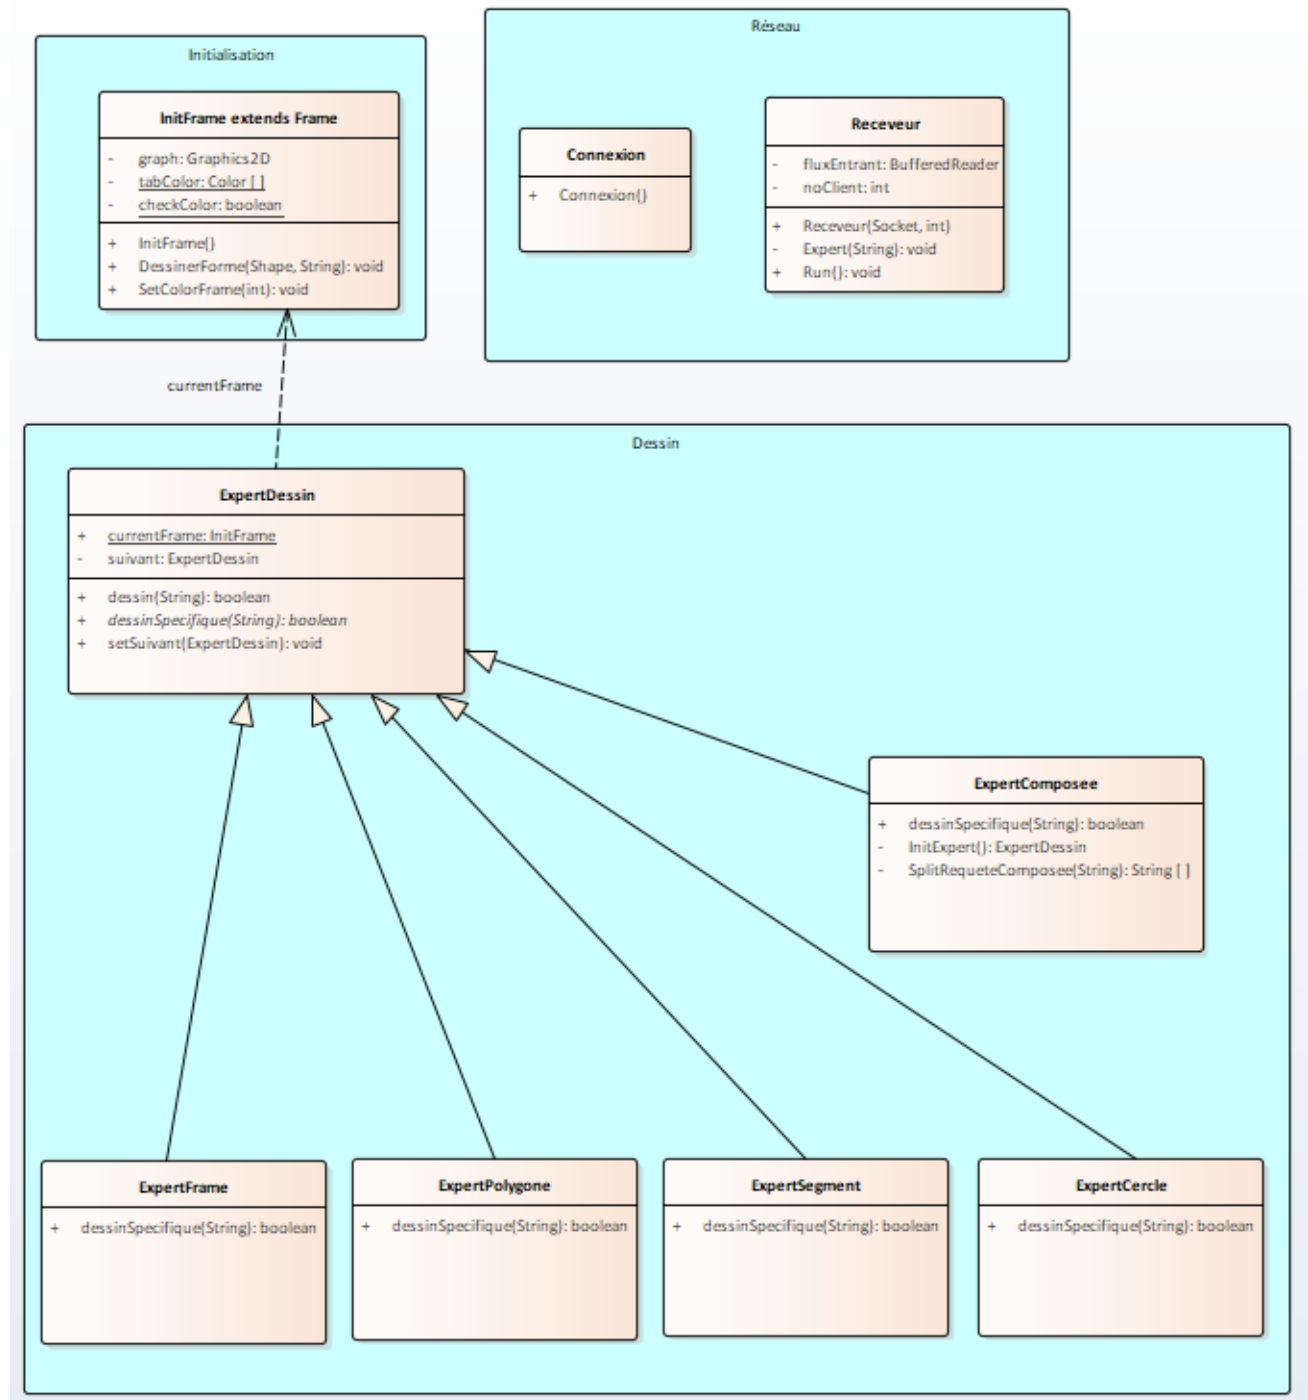 Initialisation
InitFrame extends Frame
- graph: Graphics2D
- tabColor: Color [ ]
- checkColor: boolean
+ InitFrame()
+ DessinerForme(Shape, String): void
+ SetColorFrame(int): void
Réseau
Connexion
+ Connexion()
Receveur
- fluxEntrant: BufferedReader
- noClient: int
+ Receveur(Socket, int)
- Expert(String): void
+ Run(): void
currentFrame
Dessin
ExpertDessin
+ currentFrame: InitFrame
- suivant: ExpertDessin
+ dessin(String): boolean
+ dessinSpecifique(String): boolean
+ setSuivant(ExpertDessin): void
ExpertComposee
+ dessinSpecifique(String): boolean
- InitExpert(): ExpertDessin
- SplitRequeteComposee(String): String [ ]
ExpertFrame
+ dessinSpecifique(String): boolean
ExpertPolygone
+ dessinSpecifique(String): boolean
ExpertSegment
+ dessinSpecifique(String): boolean
ExpertCercle
+ dessinSpecifique(String): boolean